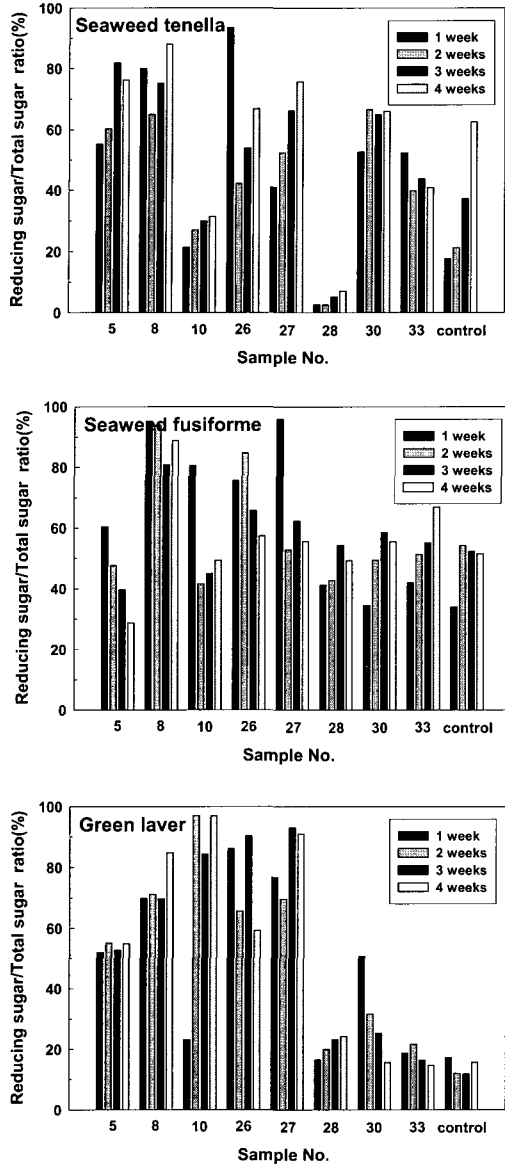 Seaweed tenella
1 week
2 weeks
3 weeks
4 weeks
Reducing sugar/Total sugar ratio(%)
100
80
60
40
20
0
5 8 10 26 27 28 30 33 control
Sample No.
Seaweed fusiforme
1 week
2 weeks
3 weeks
4 weeks
Reducing sugar/Total sugar ratio(%)
100
80
60
40
20
0
5 8 10 26 27 28 30 33 control
Sample No.
Green laver
1 week
2 weeks
3 weeks
4 weeks
Reducing sugar/Total sugar ratio(%)
100
80
60
40
20
0
5 8 10 26 27 28 30 33 control
Sample No.